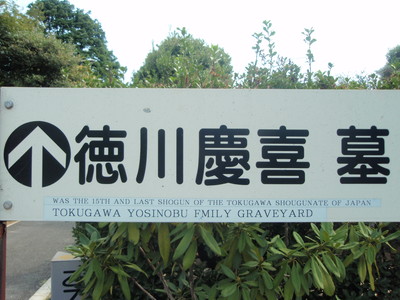 徳川慶喜 墓
WAS THE 15TH AND LAST SHOGUN OF THE TOKUGAWA SHOUGUNATE OF JAPAN
TOKUGAWA YOSINOBU FMILY GRAVEYARD